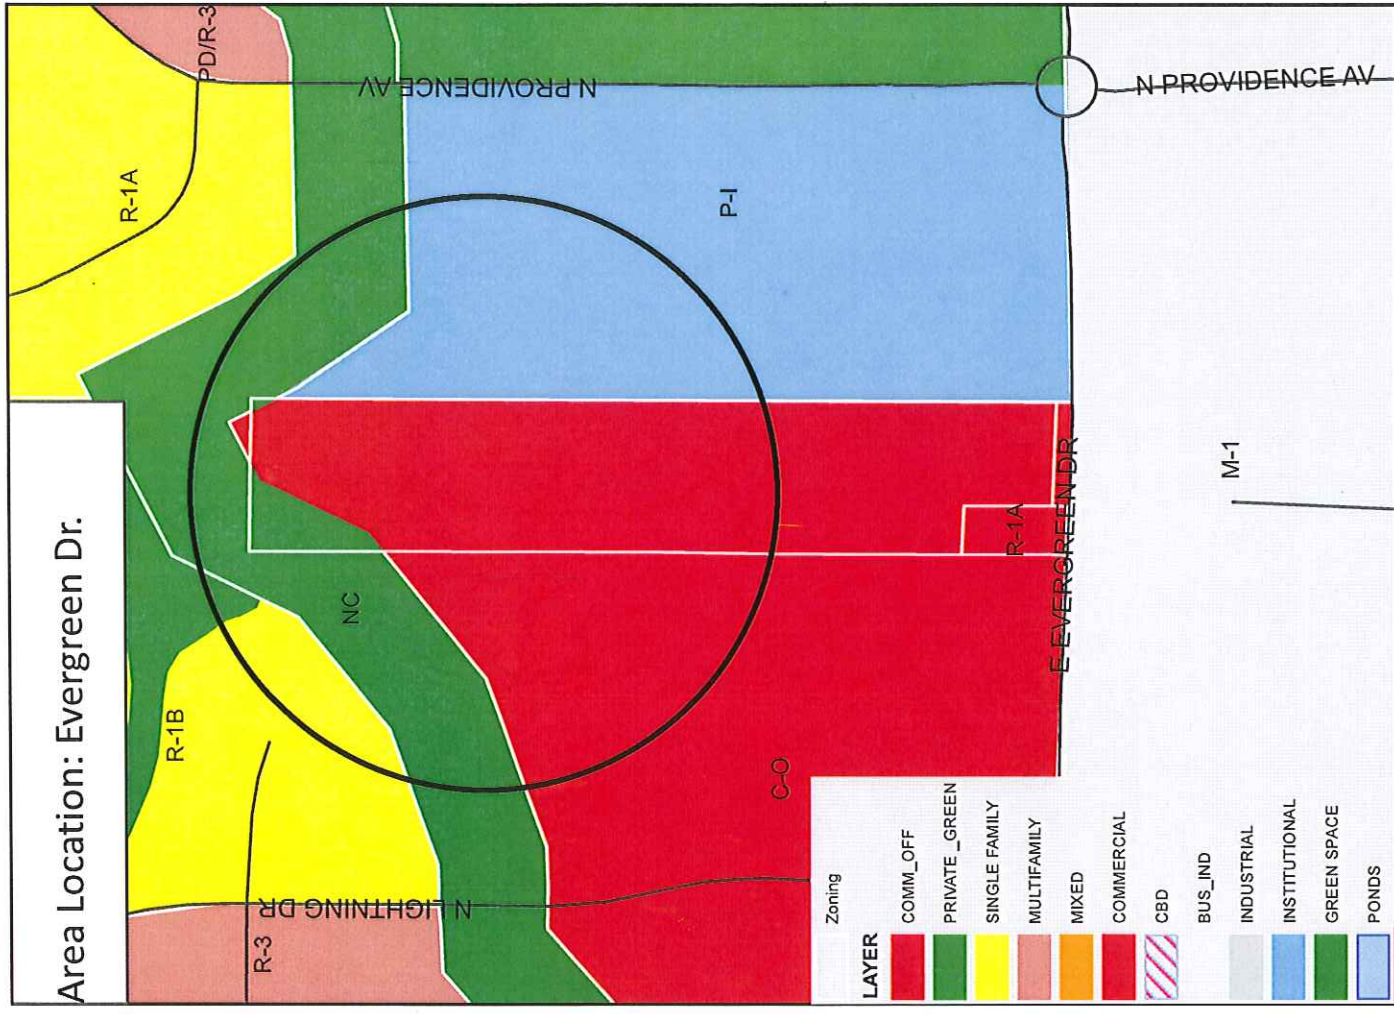 Area Location: Evergreen Dr.
R-3
R-1B
NC
R-1A
PD/R-3
N LIGHTNING DR
N PROVIDENCE AV
C-O
R-1A
P-I
E EVERGREEN DR
N PROVIDENCE AV
M-1
Zoning
LAYER
COMM_OFF
PRIVATE_GREEN
SINGLE FAMILY
MULTIFAMILY
MIXED
COMMERCIAL
CBD
BUS_IND
INDUSTRIAL
INSTITUTIONAL
GREEN SPACE
PONDS